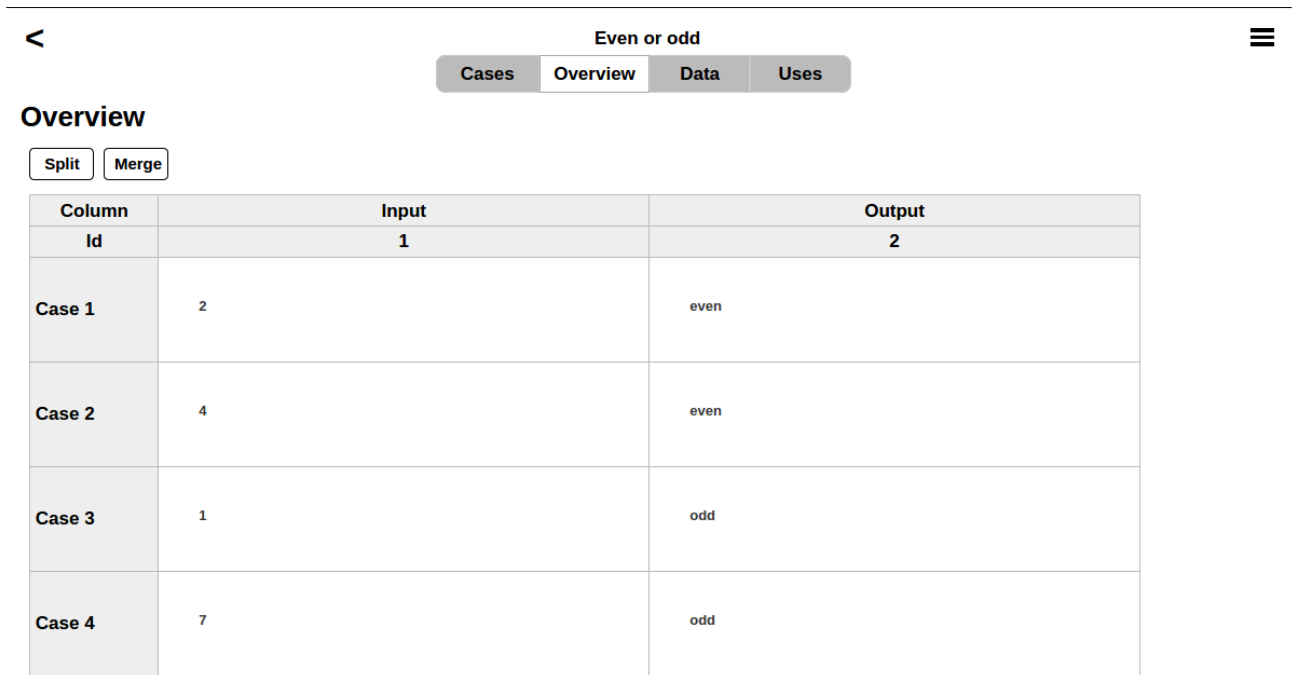 <
Even or odd
Cases Overview Data Uses
Overview
Split Merge
Column Input Output
Id 1 2
Case 1 2 even
Case 2 4 even
Case 3 1 odd
Case 4 7 odd